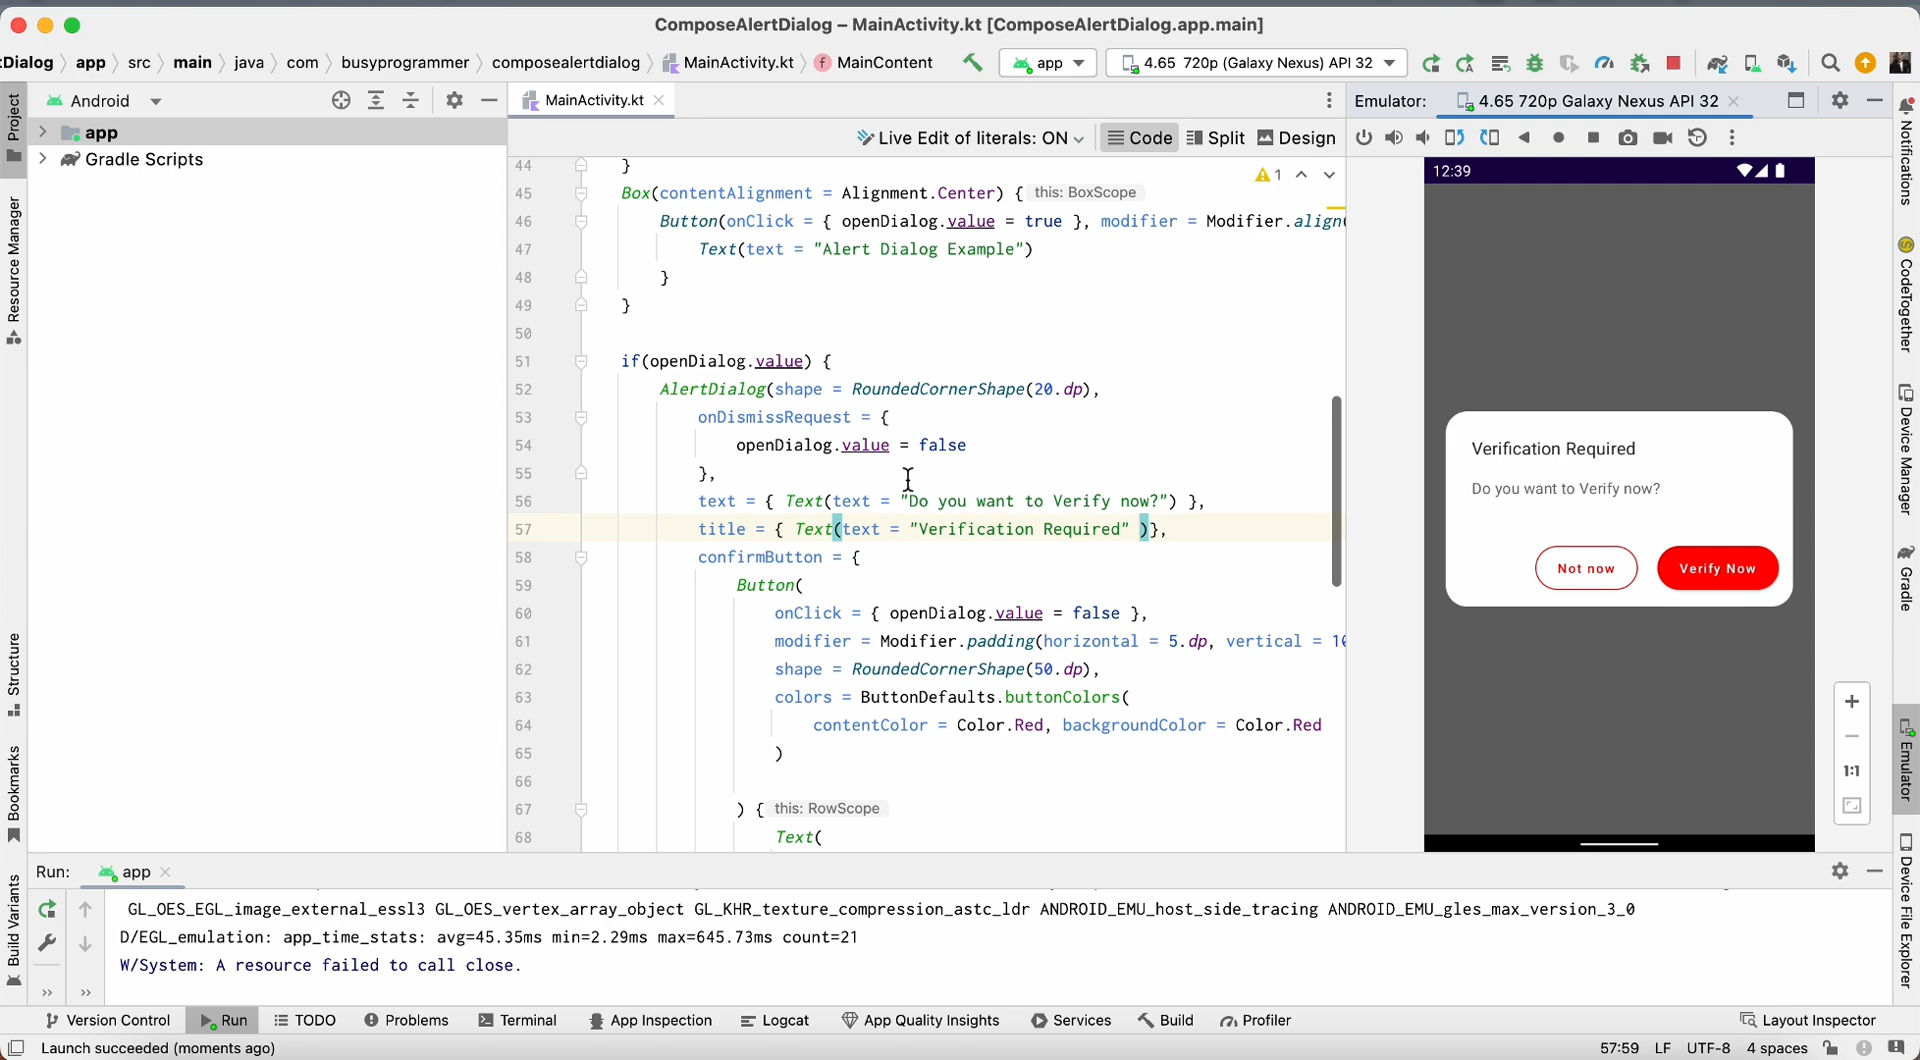 ComposeAlertDialog – MainActivity.kt [ComposeAlertDialog.app.main]
tDialog
app
src
main
java
com
busyprogrammer
composealertdialog
MainActivity.kt
MainContent
app
4.65 720p (Galaxy Nexus) API 32
Project
Resource Manager
Structure
Bookmarks
Build Variants
Android
app
Gradle Scripts
MainActivity.kt
Live Edit of literals: ON
Code
Split
Design
1
44 }
45 Box(contentAlignment = Alignment.Center) { this: BoxScope
46 Button(onClick = { openDialog.value = true }, modifier = Modifier.align(
47 Text(text = "Alert Dialog Example")
48 }
49 }
50
51 if(openDialog.value) {
52 AlertDialog(shape = RoundedCornerShape(20.dp),
53 onDismissRequest = {
54 openDialog.value = false
55 },
56 text = { Text(text = "Do you want to Verify now?") },
57 title = { Text(text = "Verification Required" )},
58 confirmButton = {
59 Button(
60 onClick = { openDialog.value = false },
61 modifier = Modifier.padding(horizontal = 5.dp, vertical = 10
62 shape = RoundedCornerShape(50.dp),
63 colors = ButtonDefaults.buttonColors(
64 contentColor = Color.Red, backgroundColor = Color.Red
65 )
66
67 ) { this: RowScope
68 Text(
Emulator:
4.65 720p Galaxy Nexus API 32
12:39
Verification Required
Do you want to Verify now?
Not now
Verify Now
1:1
Notifications
CodeTogether
Device Manager
Gradle
Emulator
Device File Explorer
Run:
app
GL_OES_EGL_image_external_essl3 GL_OES_vertex_array_object GL_KHR_texture_compression_astc_ldr ANDROID_EMU_host_side_tracing ANDROID_EMU_gles_max_version_3_0
D/EGL_emulation: app_time_stats: avg=45.35ms min=2.29ms max=645.73ms count=21
W/System: A resource failed to call close.
Version Control
Run
TODO
Problems
Terminal
App Inspection
Logcat
App Quality Insights
Services
Build
Profiler
Layout Inspector
Launch succeeded (moments ago)
57:59
LF
UTF-8
4 spaces